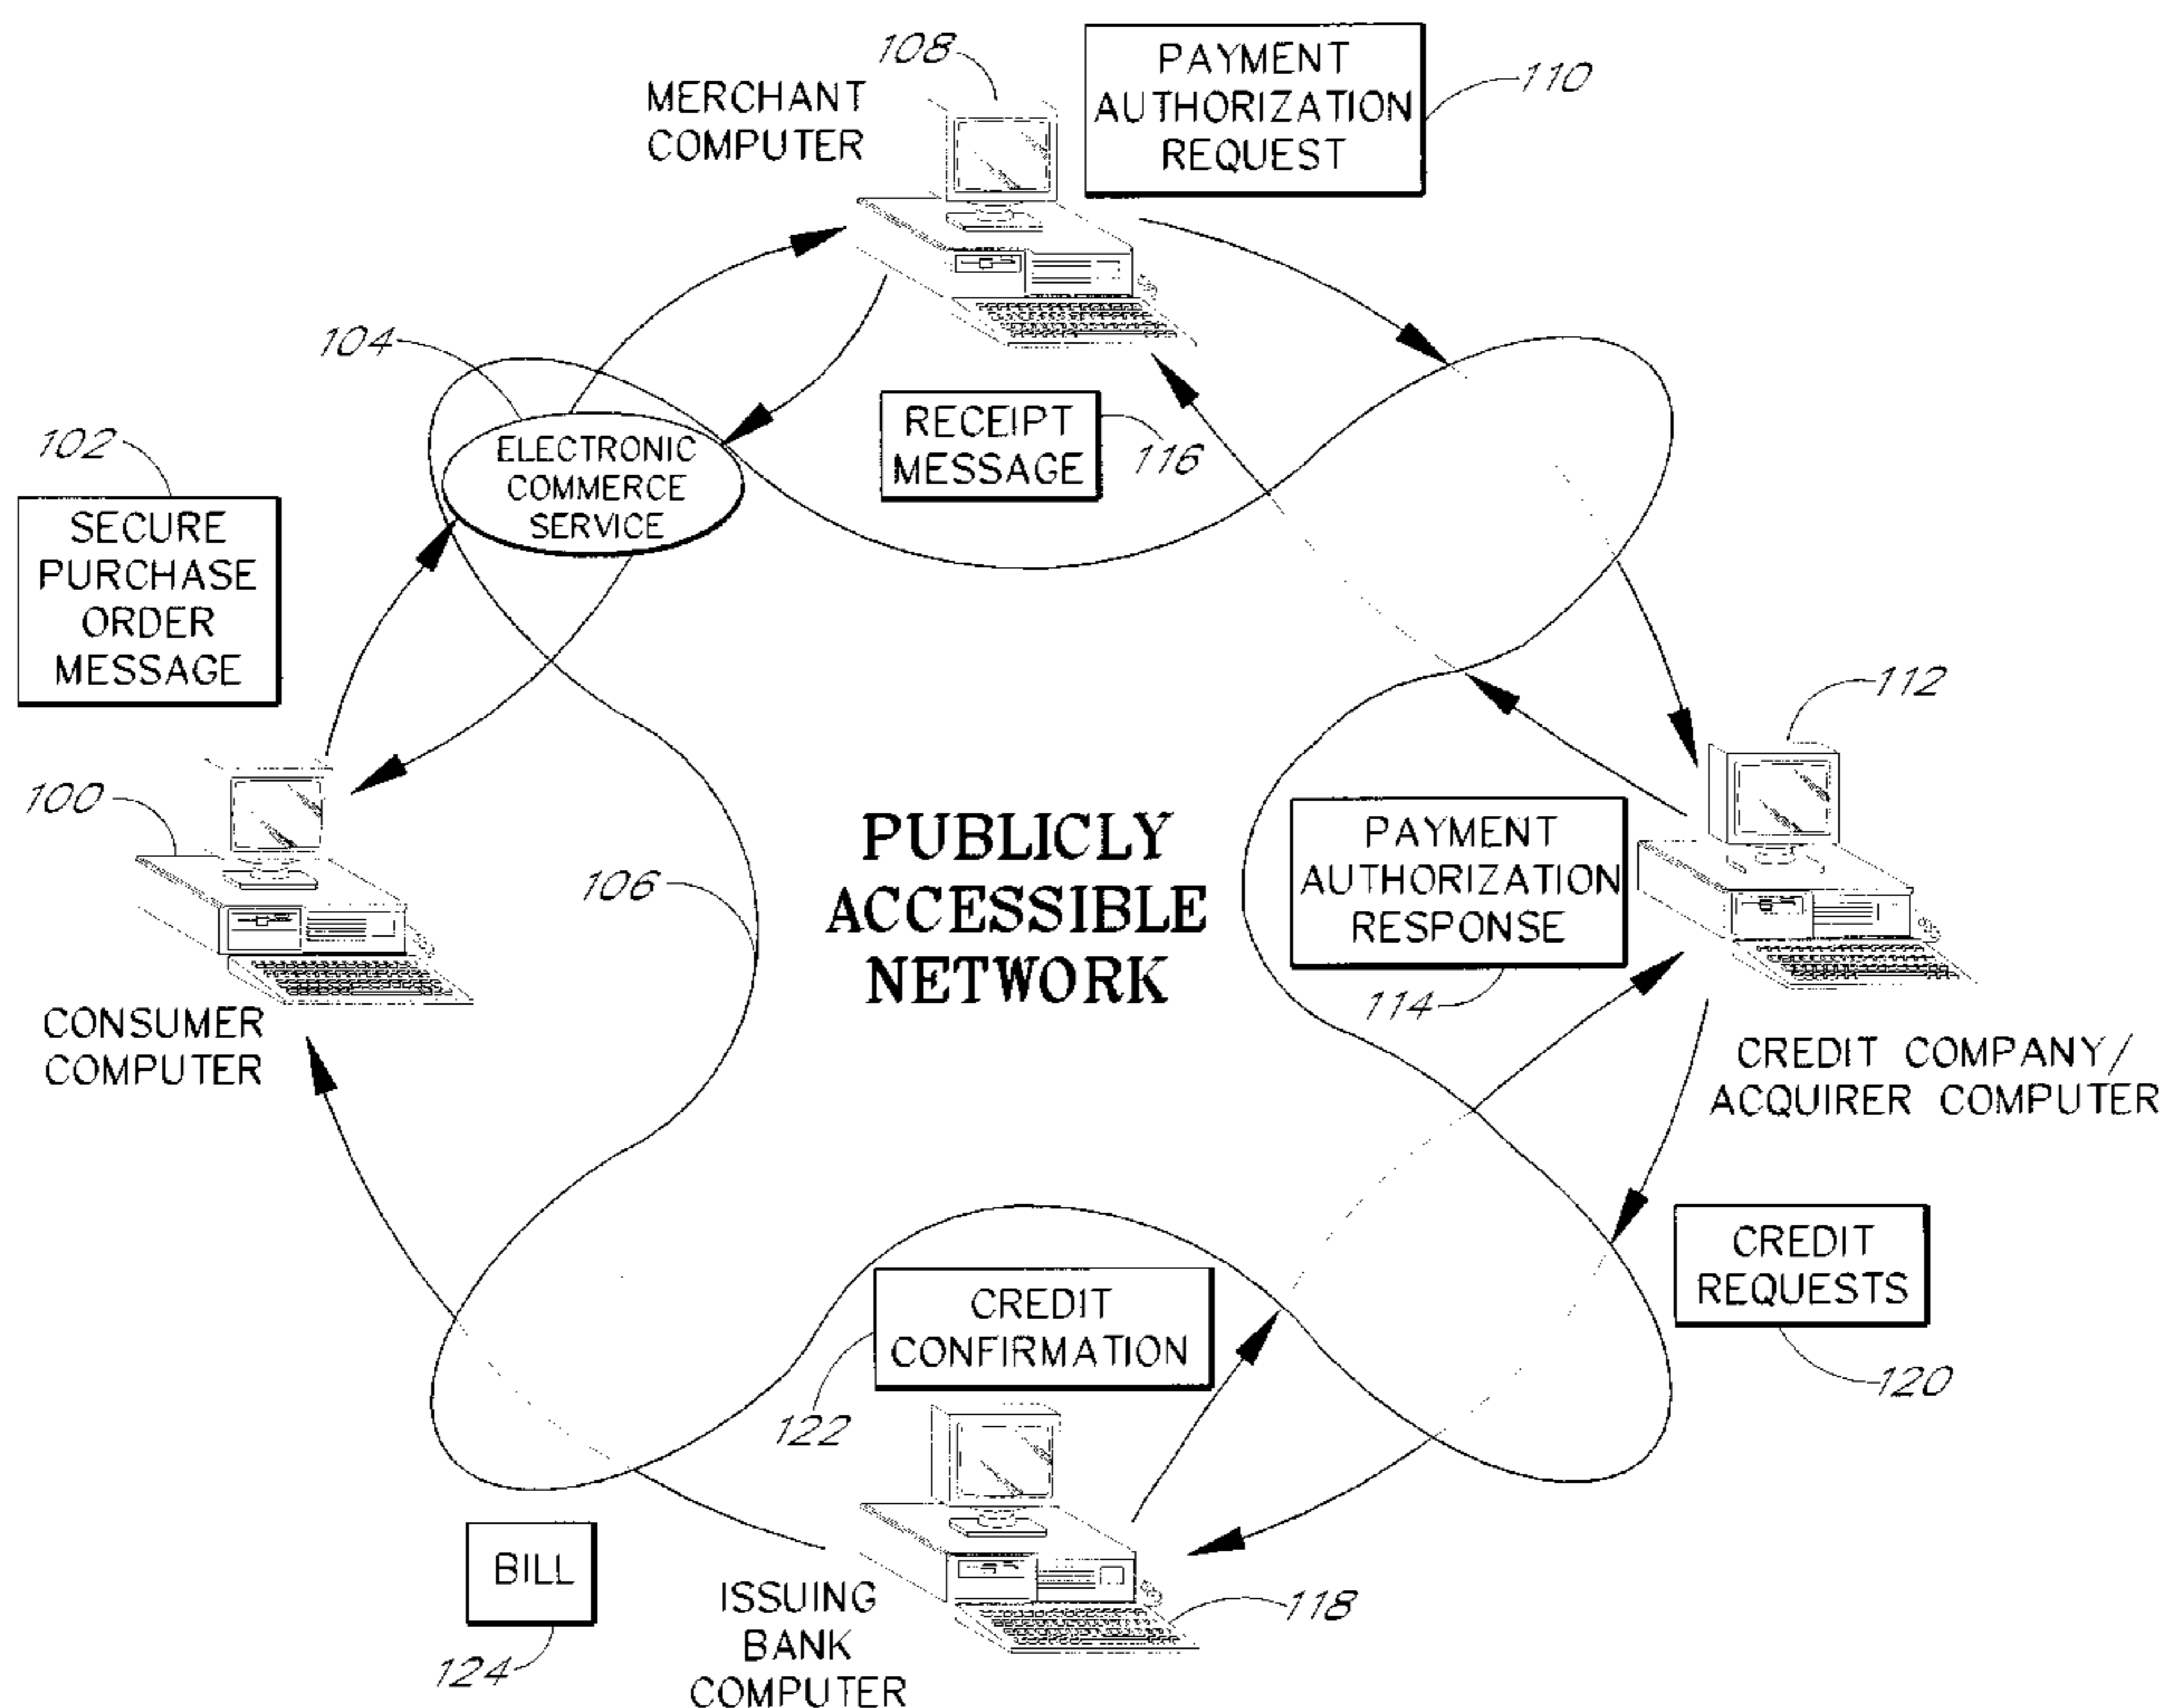 108
PAYMENT
AUTHORIZATION
REQUEST
110
MERCHANT
COMPUTER
104
RECEIPT
MESSAGE
116
102
SECURE
PURCHASE
ORDER
MESSAGE
ELECTRONIC
COMMERCE
SERVICE
112
100
106
PUBLICLY
ACCESSIBLE
NETWORK
PAYMENT
AUTHORIZATION
RESPONSE
114
CONSUMER
COMPUTER
CREDIT COMPANY/
ACQUIRER COMPUTER
CREDIT
REQUESTS
120
CREDIT
CONFIRMATION
122
BILL
124
ISSUING
BANK
COMPUTER
118